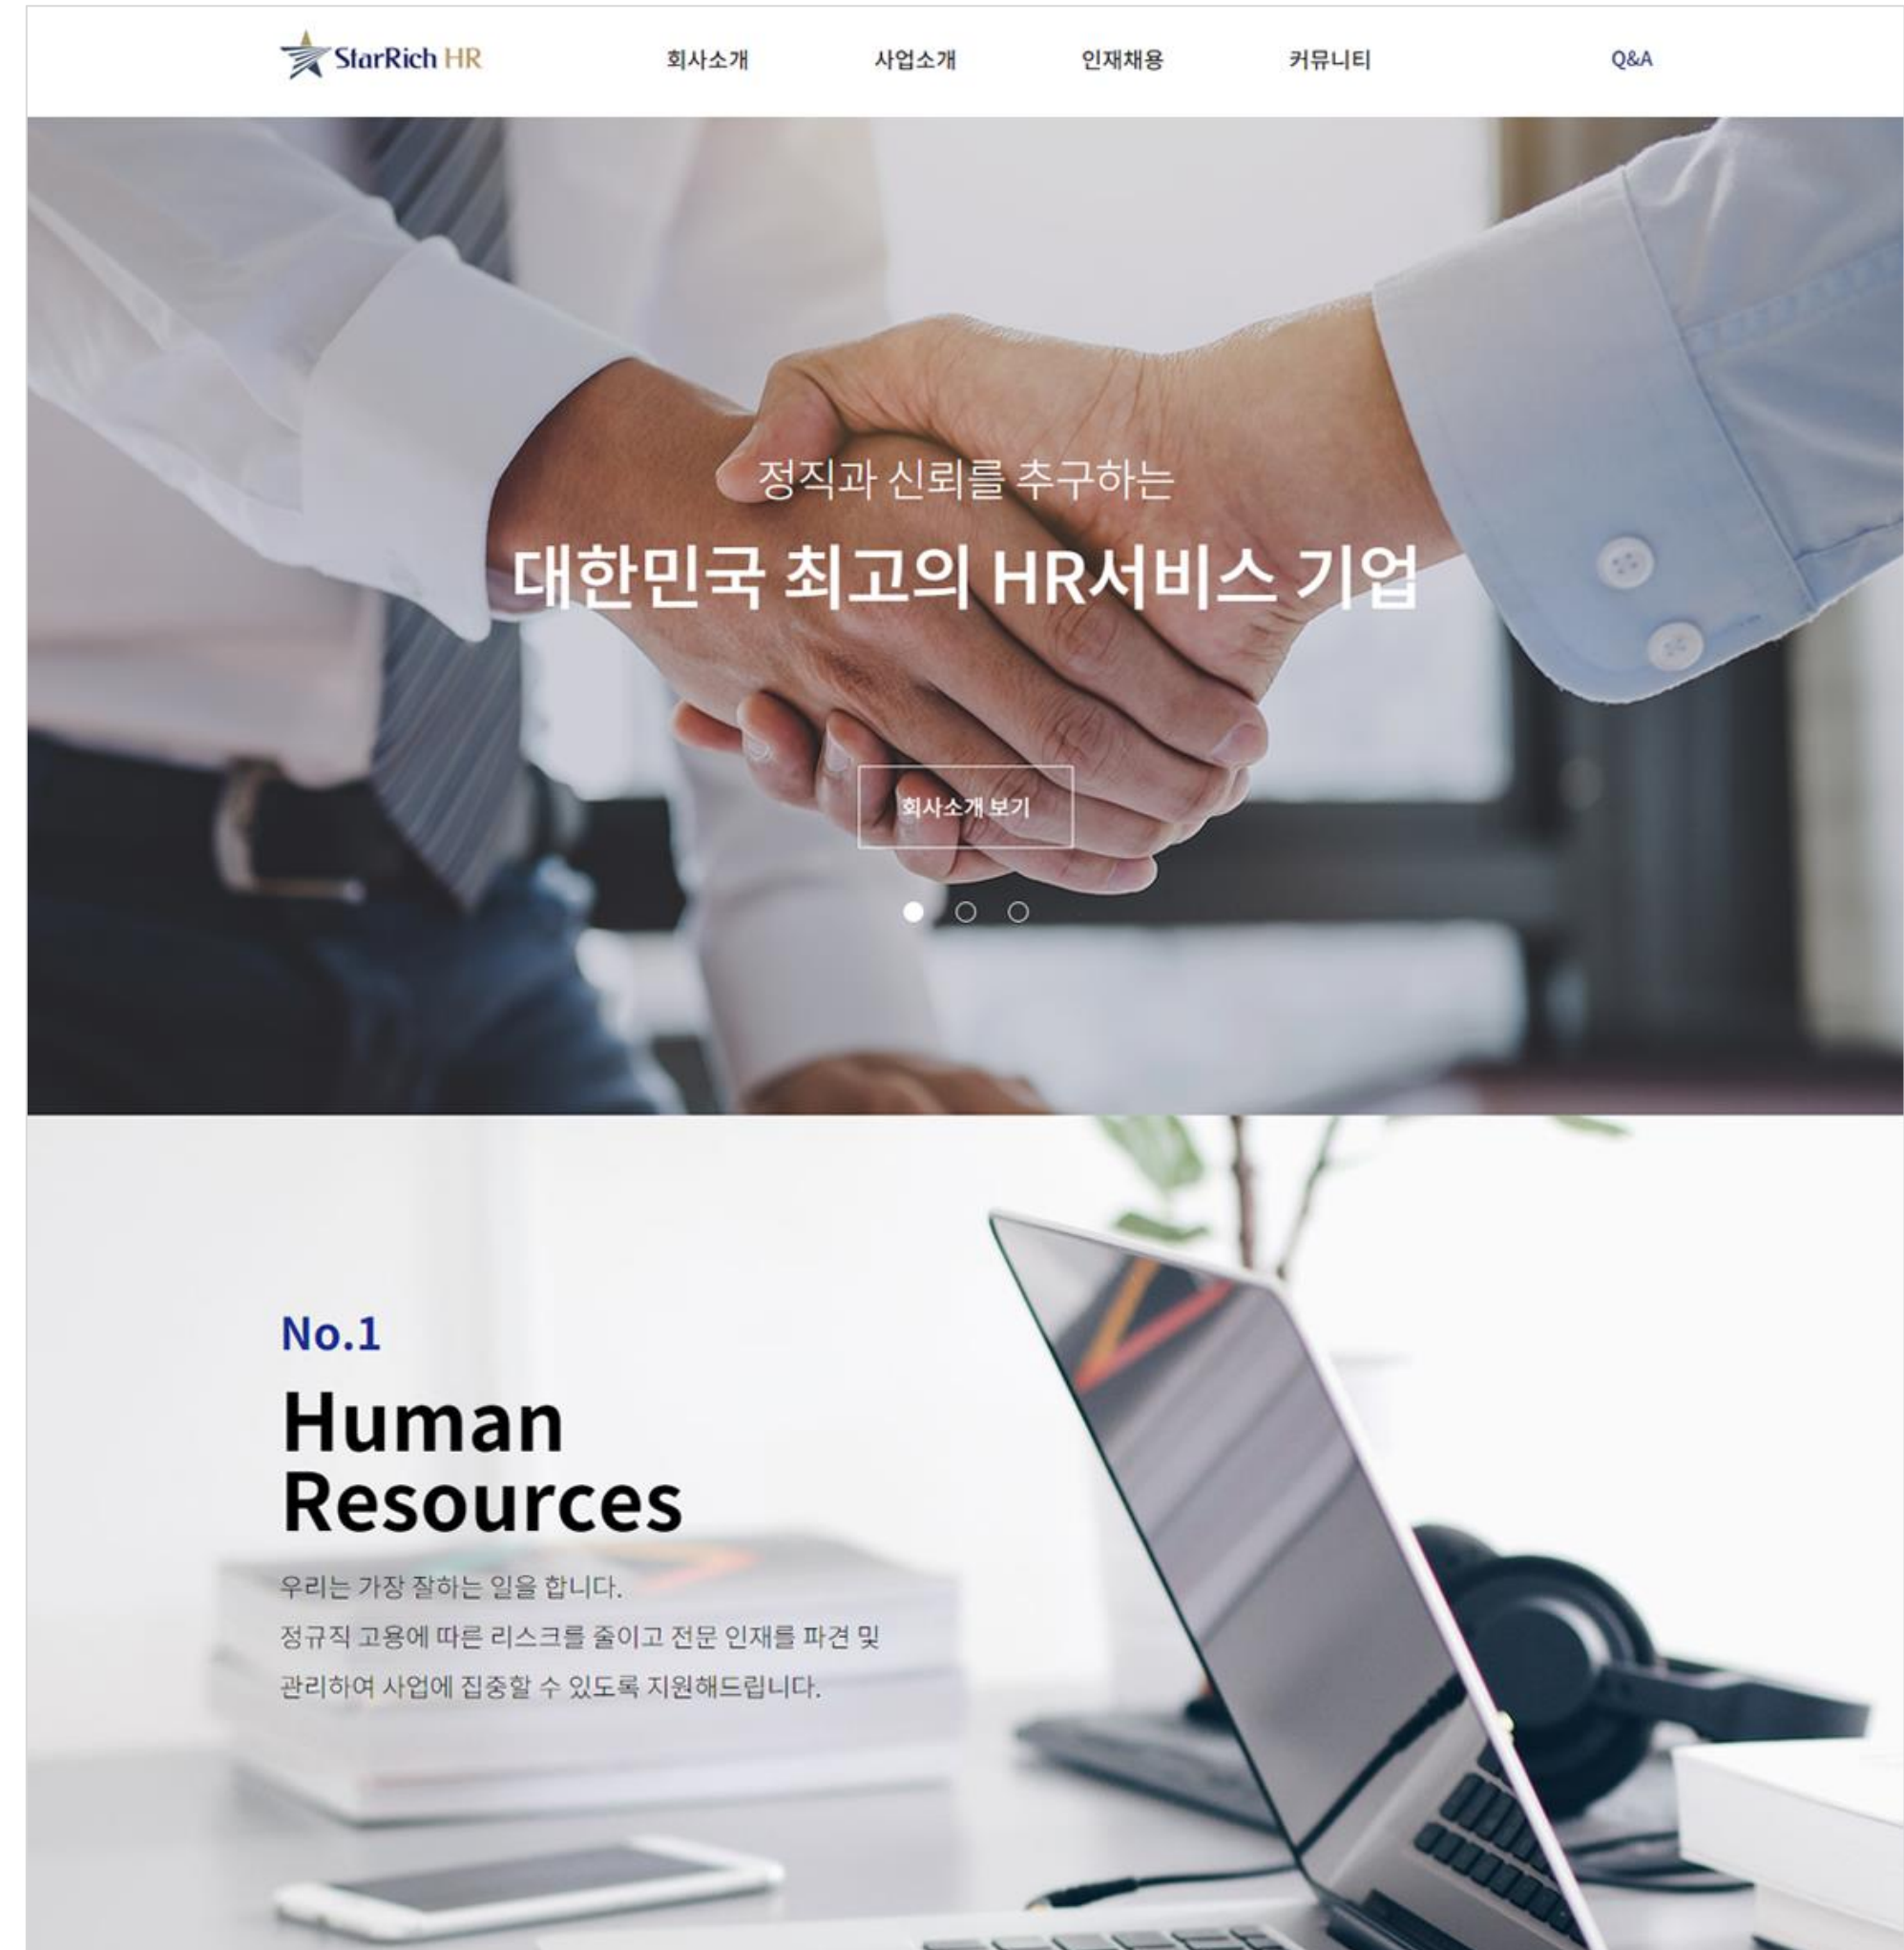 StarRich HR
회사소개
사업소개
인재채용
커뮤니티
Q&A
정직과 신뢰를 추구하는
대한민국 최고의 HR서비스 기업
회사소개 보기
No.1
Human
Resources
우리는 가장 잘하는 일을 합니다.
정규직 고용에 따른 리스크를 줄이고 전문 인재를 파견 및
관리하여 사업에 집중할 수 있도록 지원해드립니다.